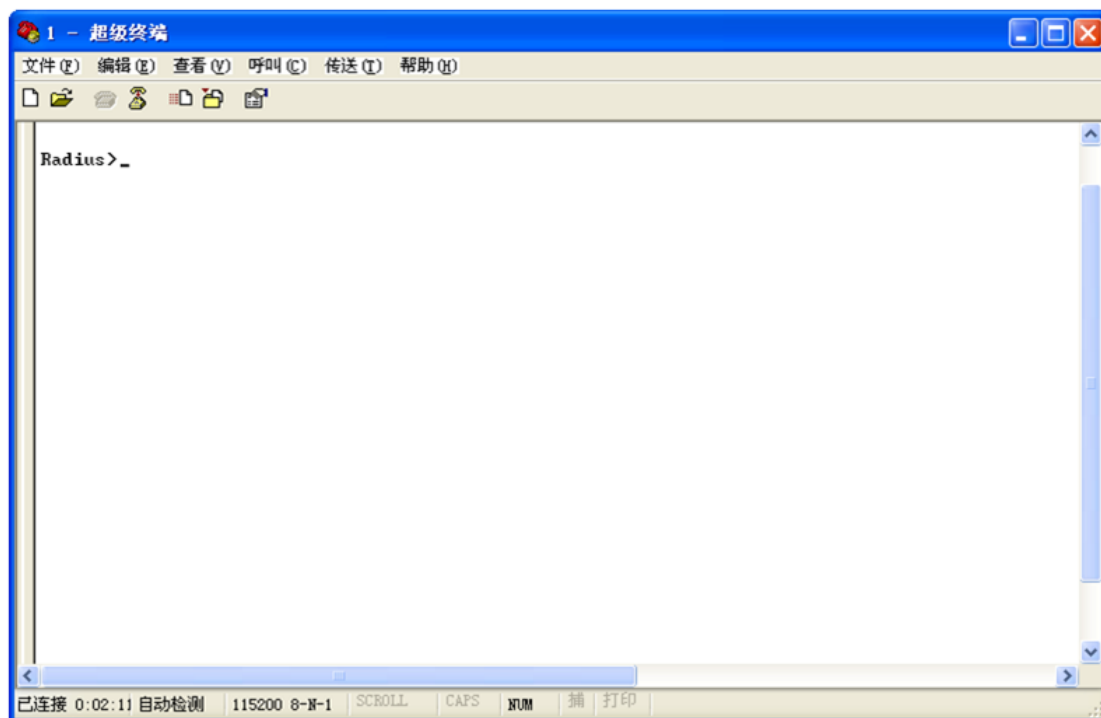 1 - 超级终端
文件(F) 编辑(E) 查看(V) 呼叫(C) 传送(T) 帮助(H)
Radius>_
已连接 0:02:11 自动检测 115200 8-N-1 SCROLL CAPS NUM 捕 打印